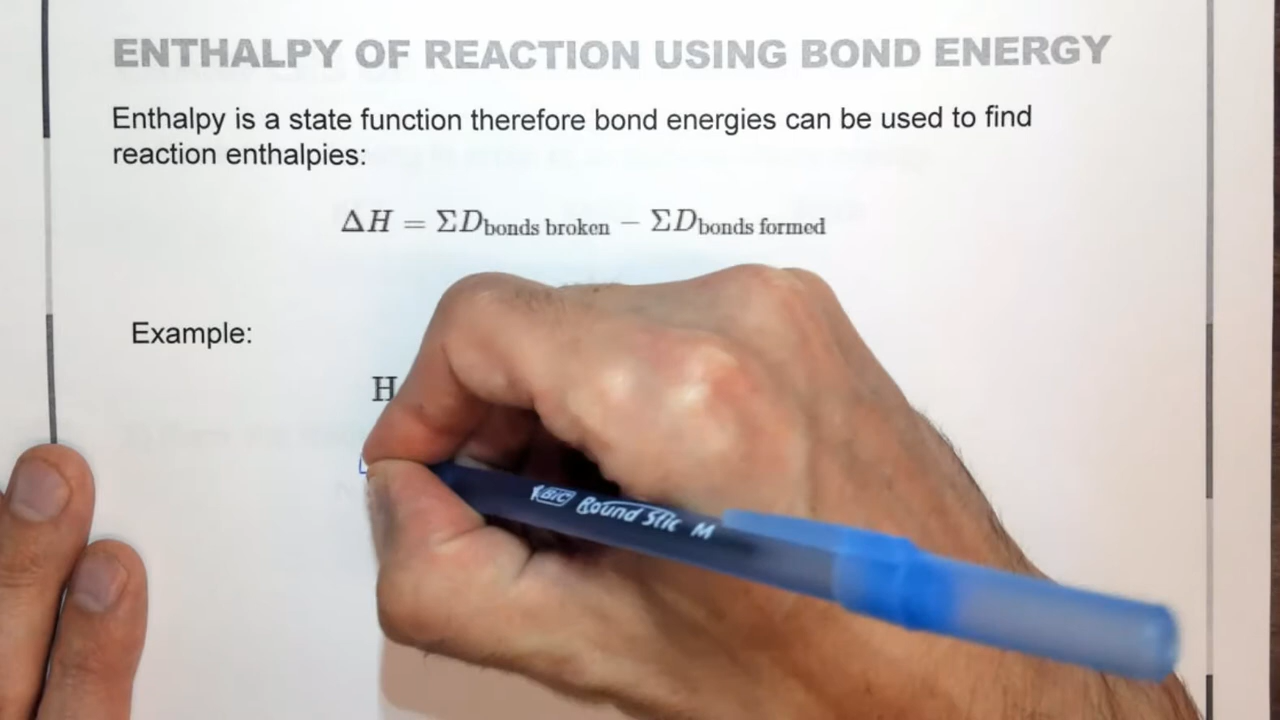 ENTHALPY OF REACTION USING BOND ENERGY
Enthalpy is a state function therefore bond energies can be used to find
reaction enthalpies:
ΔH = ΣD_bonds broken − ΣD_bonds formed
Example:
H
BIC Round Stic M